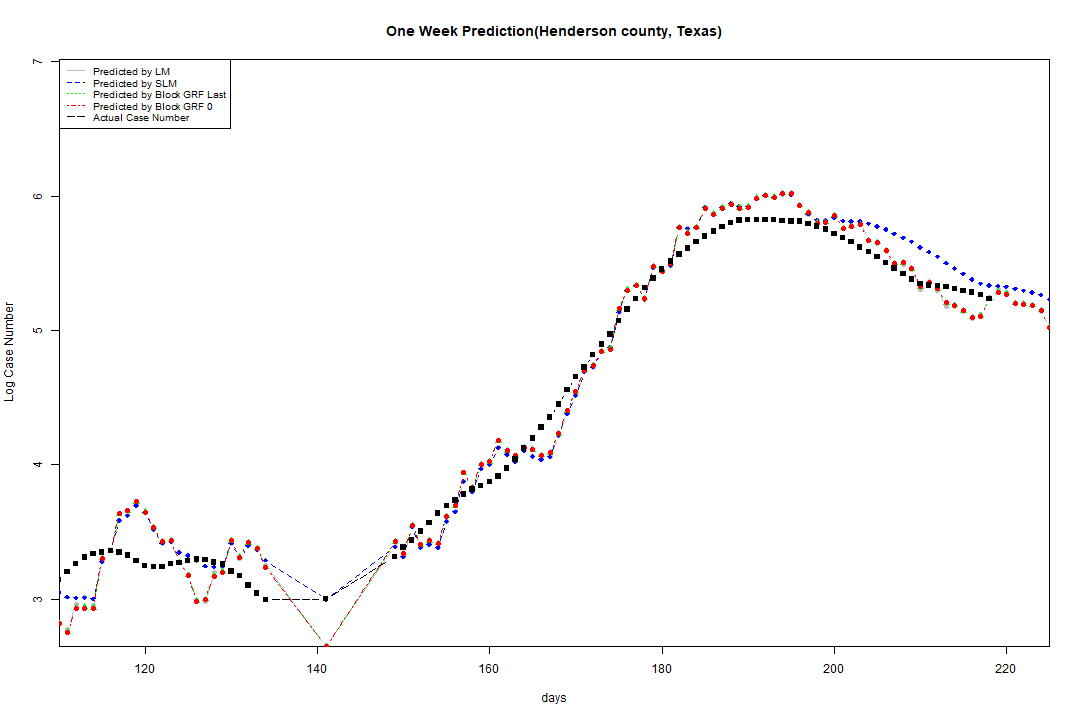 One Week Prediction(Henderson county, Texas)
7
Predicted by LM
Predicted by SLM
Predicted by Block GRF Last
Predicted by Block GRF 0
Actual Case Number
6
5
4
3
Log Case Number
120 140 160 180 200 220
days